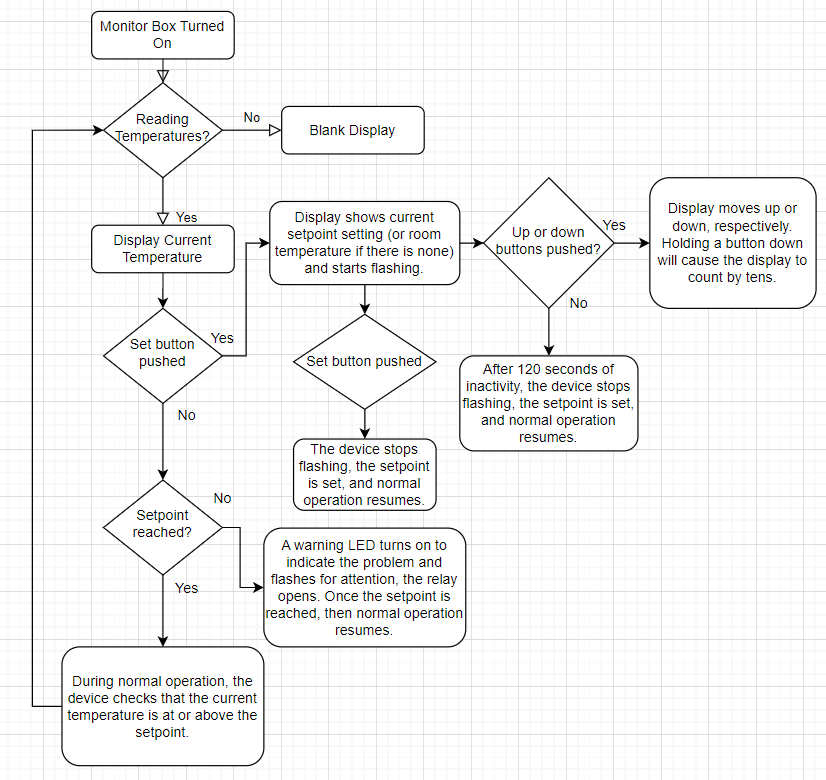 Monitor Box Turned
On
Reading
Temperatures?
No
Blank Display
Yes
Display Current
Temperature
Display shows current
setpoint setting (or room
temperature if there is none)
and starts flashing.
Up or down
buttons pushed?
Yes
Display moves up or
down, respectively.
Holding a button down
will cause the display to
count by tens.
No
After 120 seconds of
inactivity, the device stops
flashing, the setpoint is set,
and normal operation
resumes.
Set button
pushed
Yes
No
Set button pushed
The device stops
flashing, the setpoint
is set, and normal
operation resumes.
Setpoint
reached?
No
A warning LED turns on to
indicate the problem and
flashes for attention, the relay
opens. Once the setpoint is
reached, then normal operation
resumes.
Yes
During normal operation, the
device checks that the current
temperature is at or above the
setpoint.